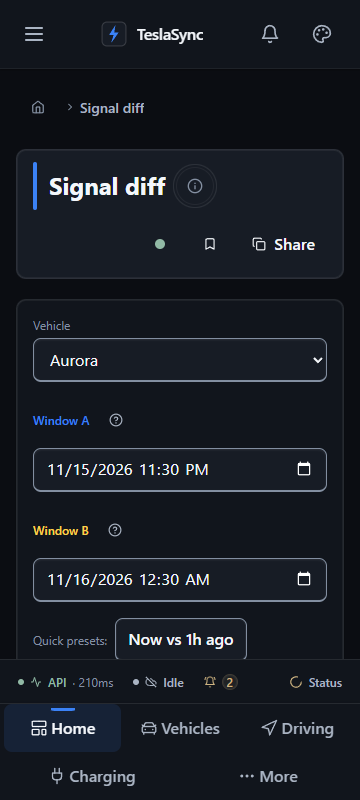 TeslaSync
Signal diff
Signal diff
Share
Vehicle
Aurora
Window A
11/15/2026 11:30 PM
Window B
11/16/2026 12:30 AM
Quick presets: Now vs 1h ago
API · 210ms Idle 2 Status
Home Vehicles Driving
Charging More